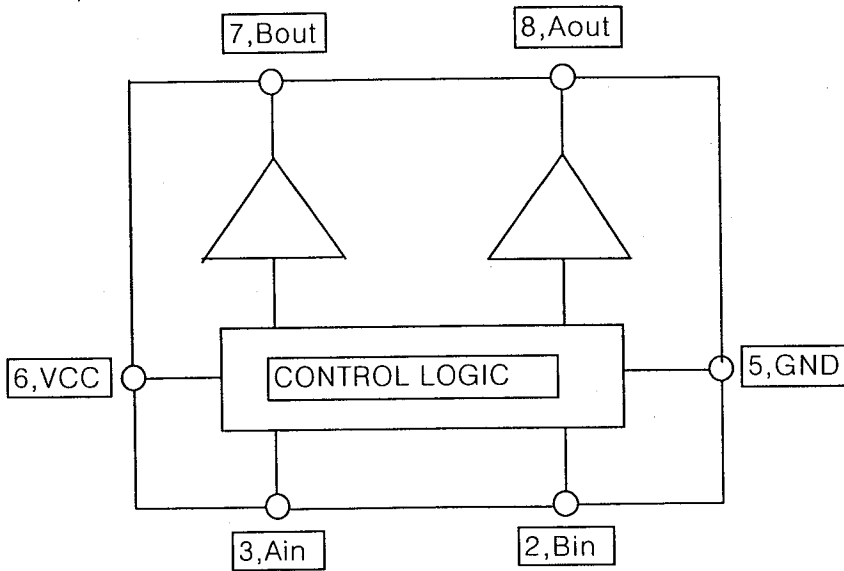 7,Bout
8,Aout
6,VCC
CONTROL LOGIC
5,GND
3,Ain
2,Bin